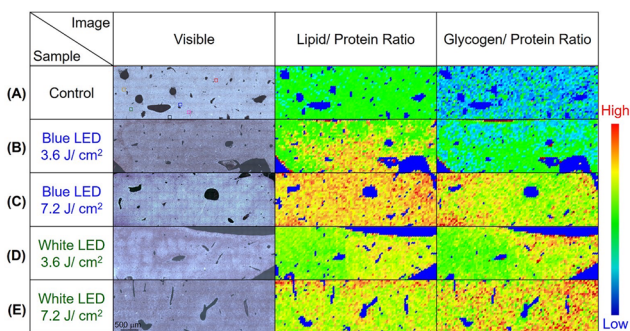 Image
Sample
Visible
Lipid/ Protein Ratio
Glycogen/ Protein Ratio
(A)
Control
(B)
Blue LED
3.6 J/ cm²
(C)
Blue LED
7.2 J/ cm²
(D)
White LED
3.6 J/ cm²
(E)
White LED
7.2 J/ cm²
500 μm
High
Low